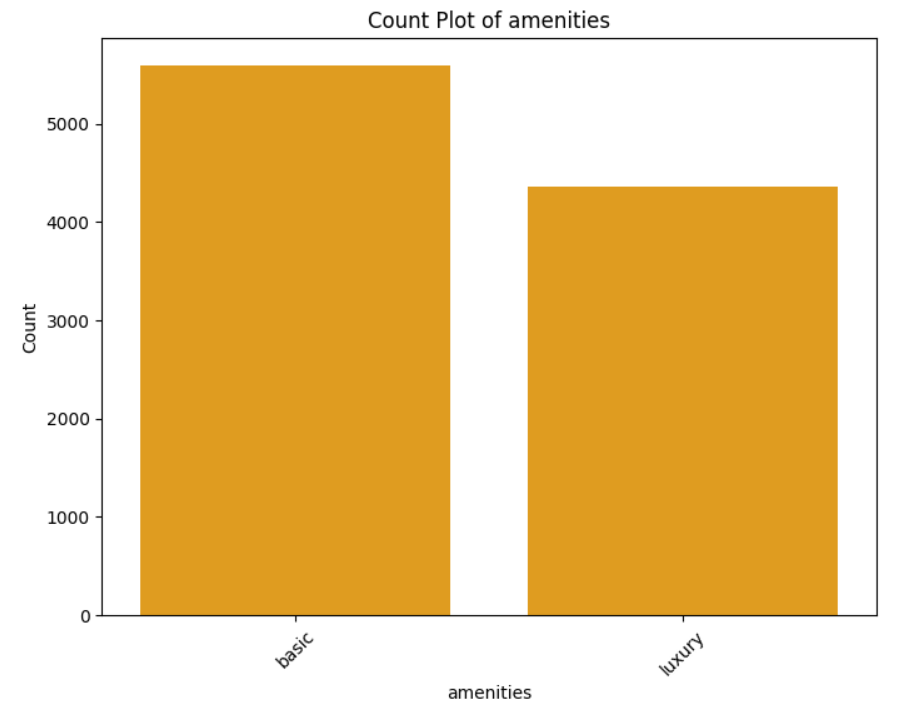 Count Plot of amenities
5000
4000
3000
2000
1000
0
Count
basic
luxury
amenities